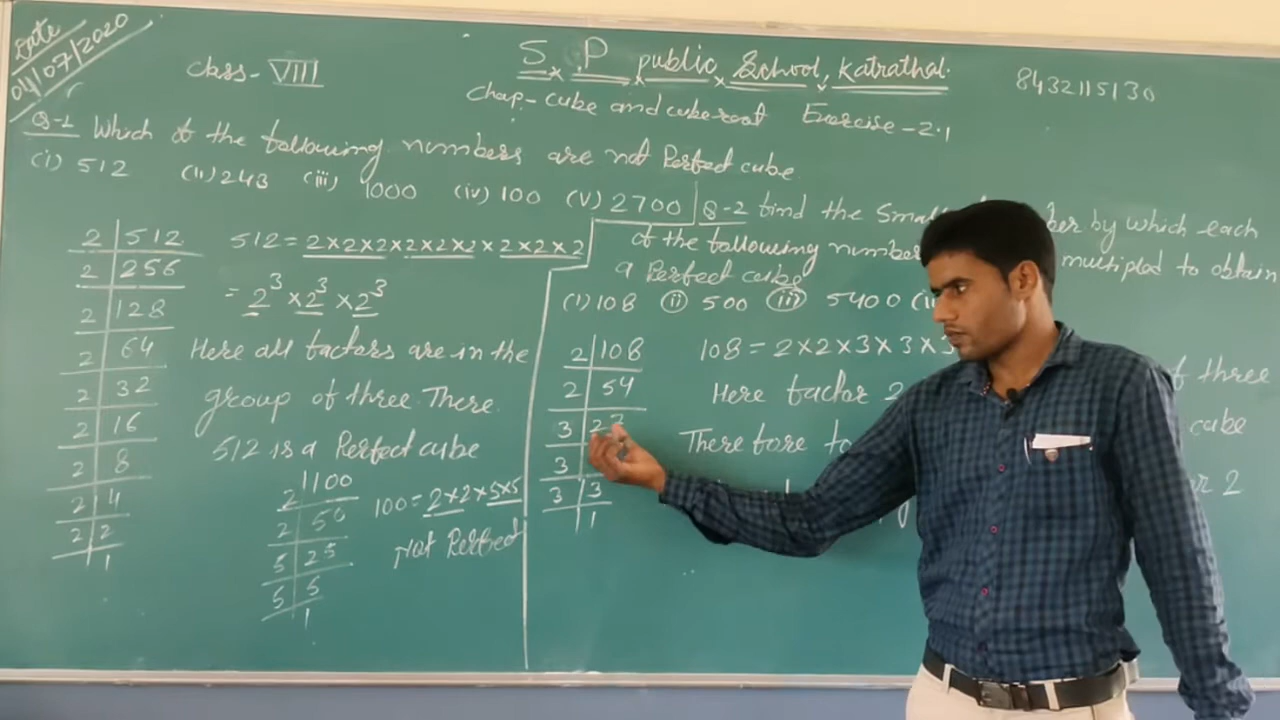 Date
04/07/2020
Class - VIII
S. P public School, Katrathal.
8432115130
Chap - cube and cube root Exercise - 2.1
Q-1 Which of the following numbers are not Perfect cube
(i) 512 (ii) 243 (iii) 1000 (iv) 100 (v) 2700
2 | 512
2 | 256
2 | 128
2 | 64
2 | 32
2 | 16
2 | 8
2 | 4
2 | 2
1
512 = 2×2×2×2×2×2×2×2×2
= 2³ × 2³ × 2³
Here all factors are in the
group of three. There
512 is a Perfect cube
2 | 100
2 | 50
5 | 25
5 | 5
1
100 = 2×2×5×5
Not Perfect
Q-2 find the by which each
of the following multipled to obtain
a Perfect cube
(i) 108 (ii) 500 (iii) 5400
2 | 108
2 | 54
3 | 27
3 |
3 | 3
1
108 = 2×2×3×3×
Here factor 2 of three
There fore cube
2